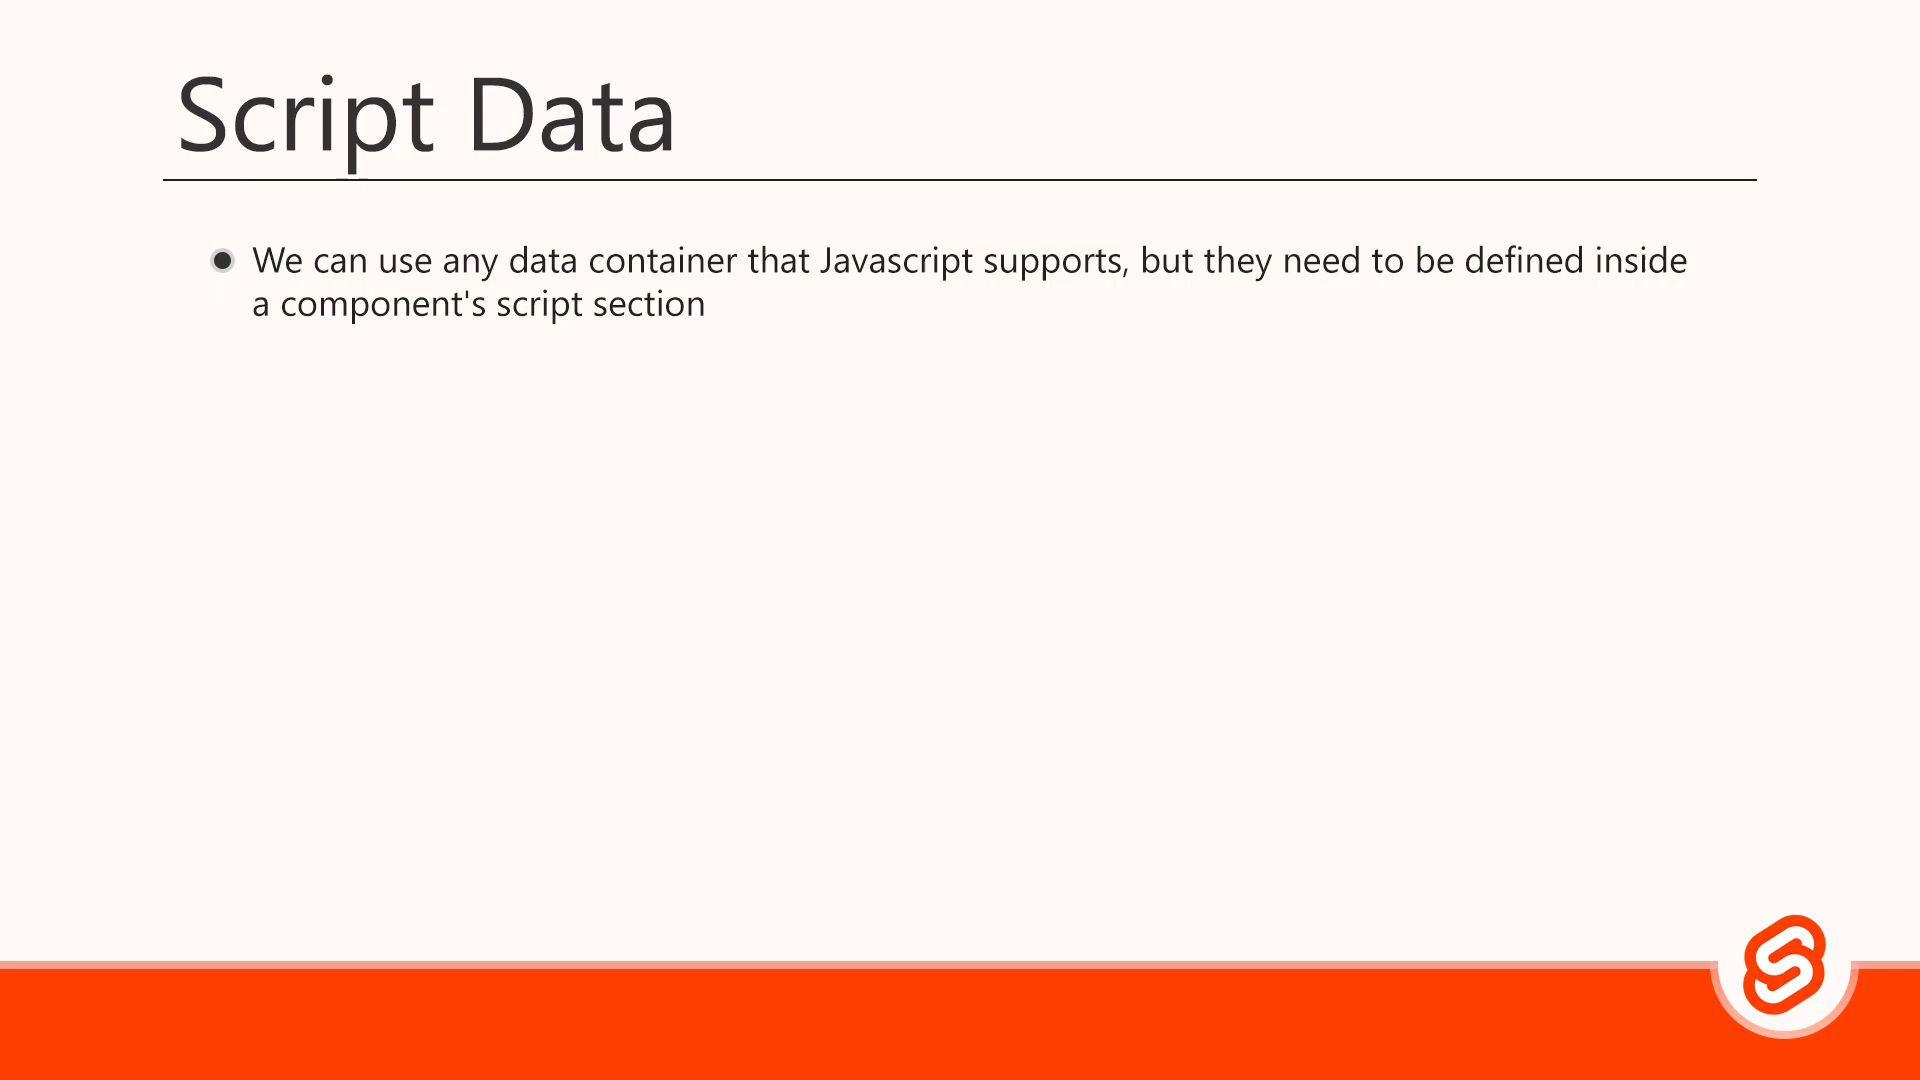 Script Data
We can use any data container that Javascript supports, but they need to be defined inside
a component's script section